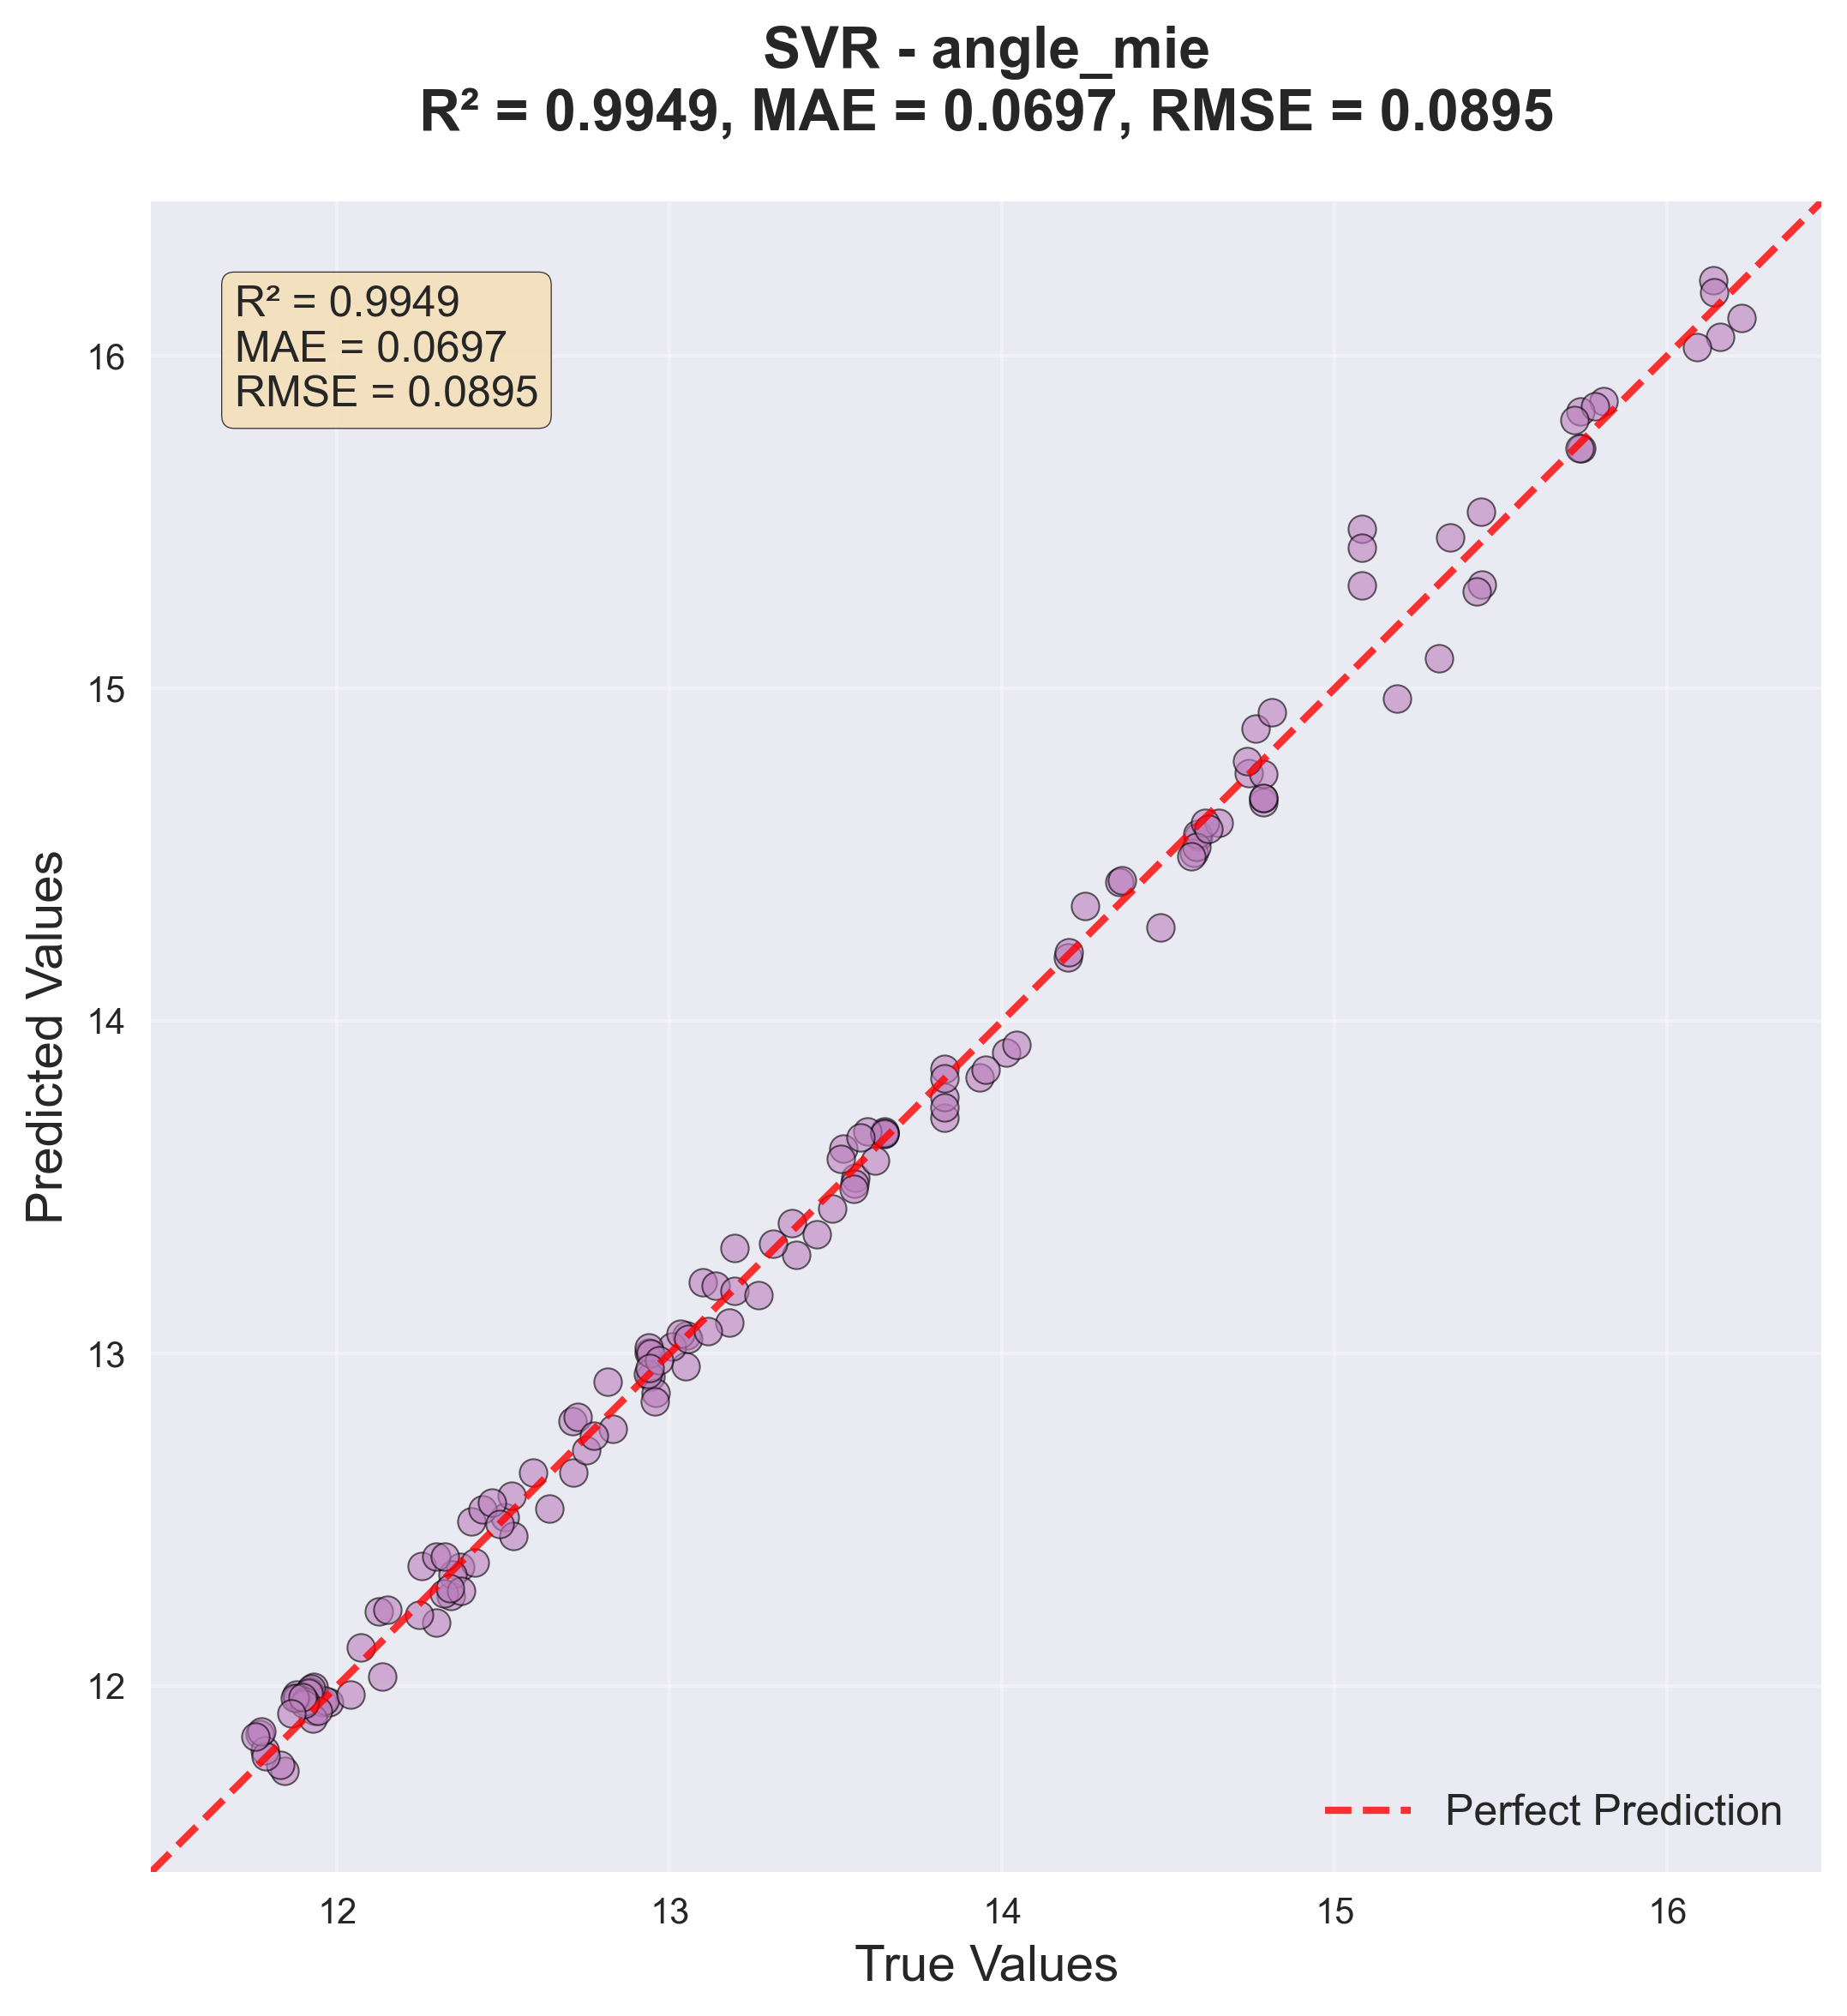 SVR - angle_mie
R² = 0.9949, MAE = 0.0697, RMSE = 0.0895
R² = 0.9949
MAE = 0.0697
RMSE = 0.0895
Predicted Values
16
15
14
13
12
Perfect Prediction
12
13
14
15
16
True Values